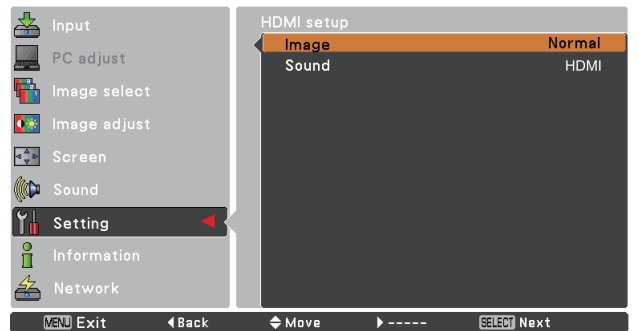 Input
PC adjust
Image select
Image adjust
Screen
Sound
Setting
Information
Network
HDMI setup
Image Normal
Sound HDMI
MENU Exit Back Move ----- SELECT Next